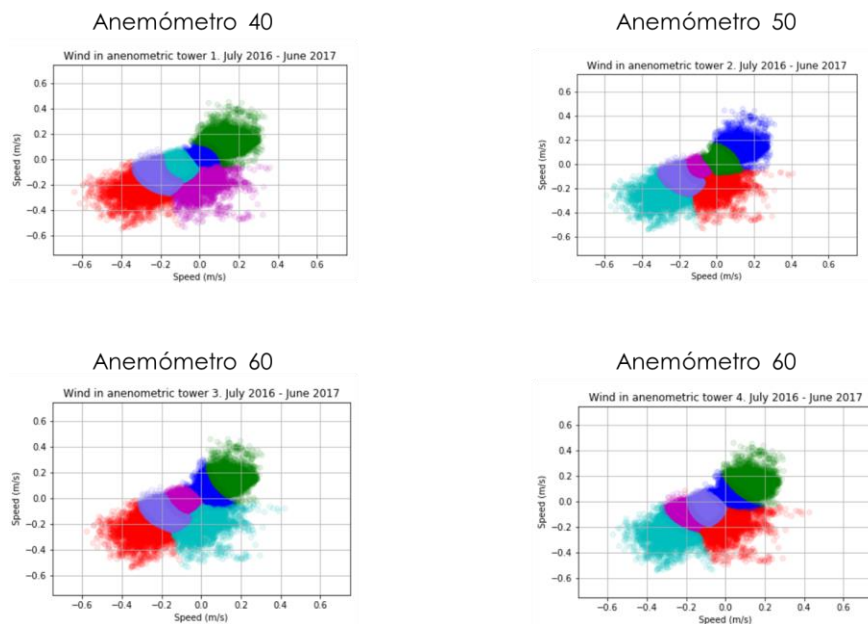 Anemómetro 40
Wind in anenometric tower 1. July 2016 - June 2017
Speed (m/s)
0.6
0.4
0.2
0.0
−0.2
−0.4
−0.6
−0.6 −0.4 −0.2 0.0 0.2 0.4 0.6
Speed (m/s)
Anemómetro 50
Wind in anenometric tower 2. July 2016 - June 2017
Speed (m/s)
0.6
0.4
0.2
0.0
−0.2
−0.4
−0.6
−0.6 −0.4 −0.2 0.0 0.2 0.4 0.6
Speed (m/s)
Anemómetro 60
Wind in anenometric tower 3. July 2016 - June 2017
Speed (m/s)
0.6
0.4
0.2
0.0
−0.2
−0.4
−0.6
−0.6 −0.4 −0.2 0.0 0.2 0.4 0.6
Speed (m/s)
Anemómetro 60
Wind in anenometric tower 4. July 2016 - June 2017
Speed (m/s)
0.6
0.4
0.2
0.0
−0.2
−0.4
−0.6
−0.6 −0.4 −0.2 0.0 0.2 0.4 0.6
Speed (m/s)